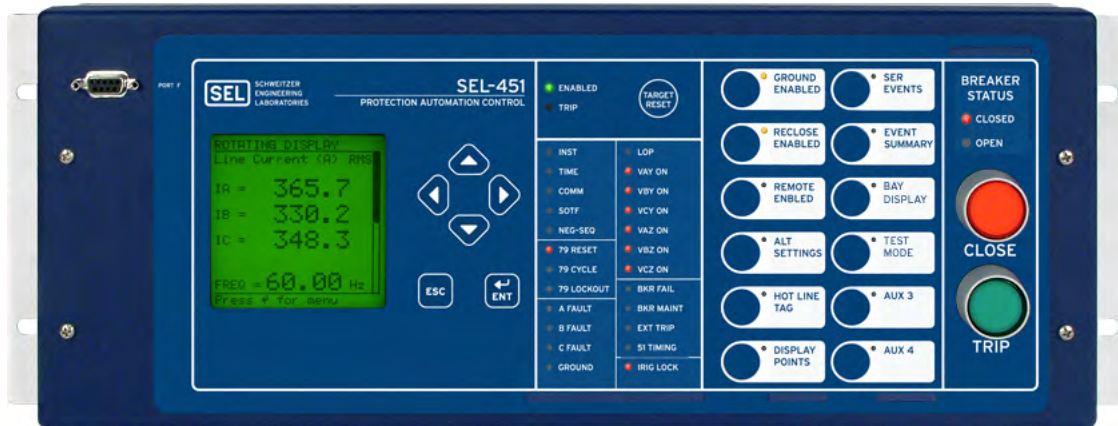 PORT F
SEL
SCHWEITZER
ENGINEERING
LABORATORIES
SEL-451
PROTECTION AUTOMATION CONTROL
ROTATING DISPLAY
Line Current (A) RMS
IA = 365.7
IB = 330.2
IC = 348.3
FREQ = 60.00 Hz
Press ↵ for menu
ESC
ENT
ENABLED
TRIP
TARGET
RESET
INST
TIME
COMM
SOTF
NEG-SEQ
79 RESET
79 CYCLE
79 LOCKOUT
A FAULT
B FAULT
C FAULT
GROUND
LOP
VAY ON
VBY ON
VCY ON
VAZ ON
VBZ ON
VCZ ON
BKR FAIL
BKR MAINT
EXT TRIP
51 TIMING
IRIG LOCK
GROUND
ENABLED
RECLOSE
ENABLED
REMOTE
ENBLED
ALT
SETTINGS
HOT LINE
TAG
DISPLAY
POINTS
SER
EVENTS
EVENT
SUMMARY
BAY
DISPLAY
TEST
MODE
AUX 3
AUX 4
BREAKER
STATUS
CLOSED
OPEN
CLOSE
TRIP